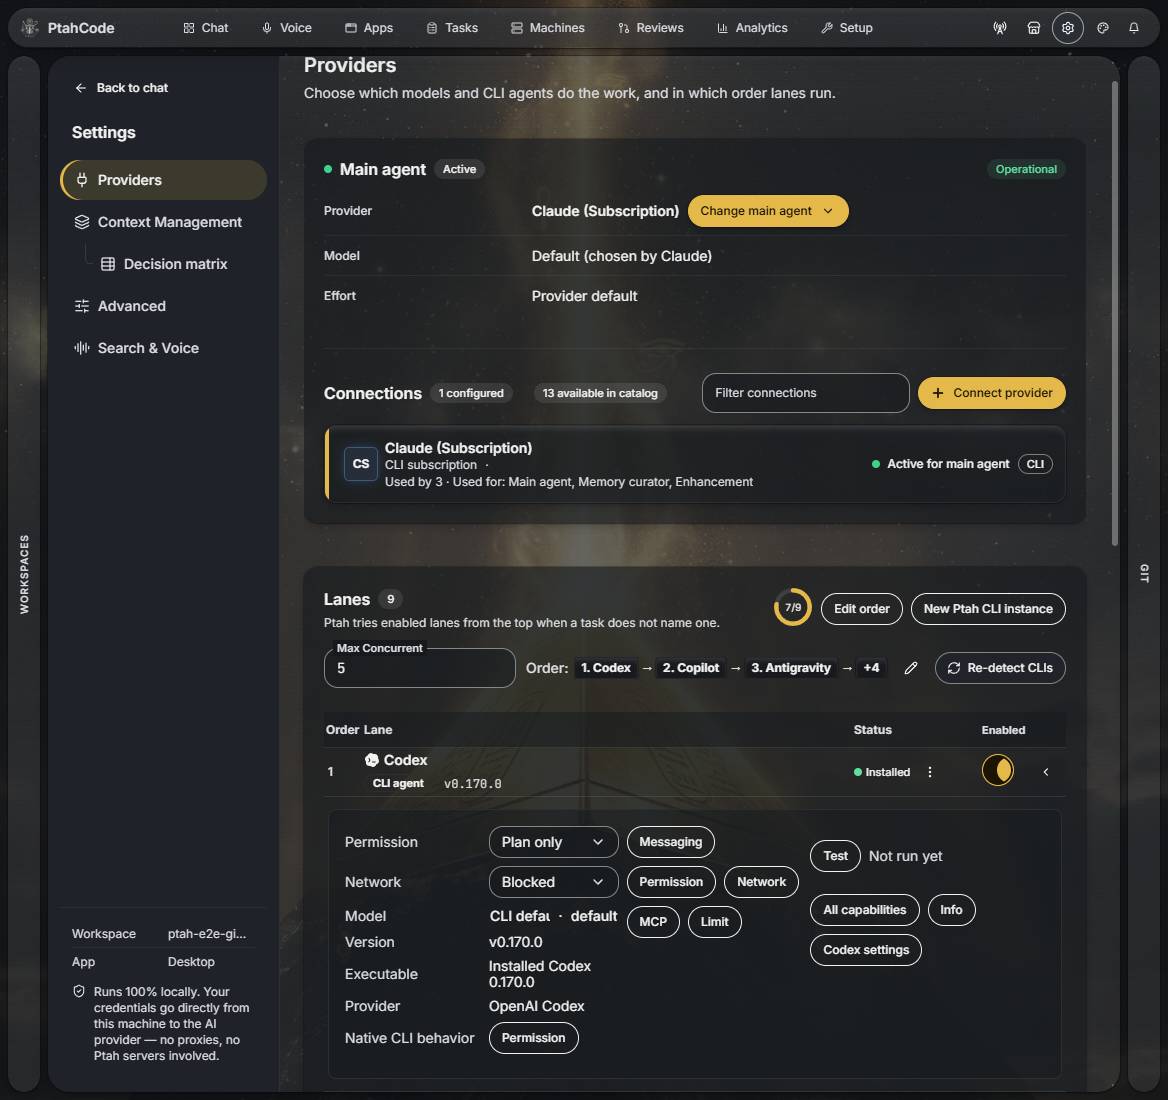 PtahCode
Chat
Voice
Apps
Tasks
Machines
Reviews
Analytics
Setup
WORKSPACES
Back to chat
Settings
Providers
Context Management
Decision matrix
Advanced
Search & Voice
Workspace ptah-e2e-gi...
App Desktop
Runs 100% locally. Your
credentials go directly from
this machine to the AI
provider — no proxies, no
Ptah servers involved.
Providers
Choose which models and CLI agents do the work, and in which order lanes run.
Main agent Active Operational
Provider Claude (Subscription) Change main agent
Model Default (chosen by Claude)
Effort Provider default
Connections 1 configured 13 available in catalog Filter connections + Connect provider
CS
Claude (Subscription)
CLI subscription ·
Used by 3 · Used for: Main agent, Memory curator, Enhancement
Active for main agent CLI
Lanes 9
Ptah tries enabled lanes from the top when a task does not name one.
7/9 Edit order New Ptah CLI instance
Max Concurrent
5
Order: 1. Codex → 2. Copilot → 3. Antigravity → +4 Re-detect CLIs
Order Lane Status Enabled
1 Codex
CLI agent v0.170.0
Installed
Permission Plan only Messaging
Network Blocked Permission Network
Model CLI defau · default MCP Limit
Version v0.170.0
Executable Installed Codex
0.170.0
Provider OpenAI Codex
Native CLI behavior Permission
Test Not run yet
All capabilities Info
Codex settings
GIT